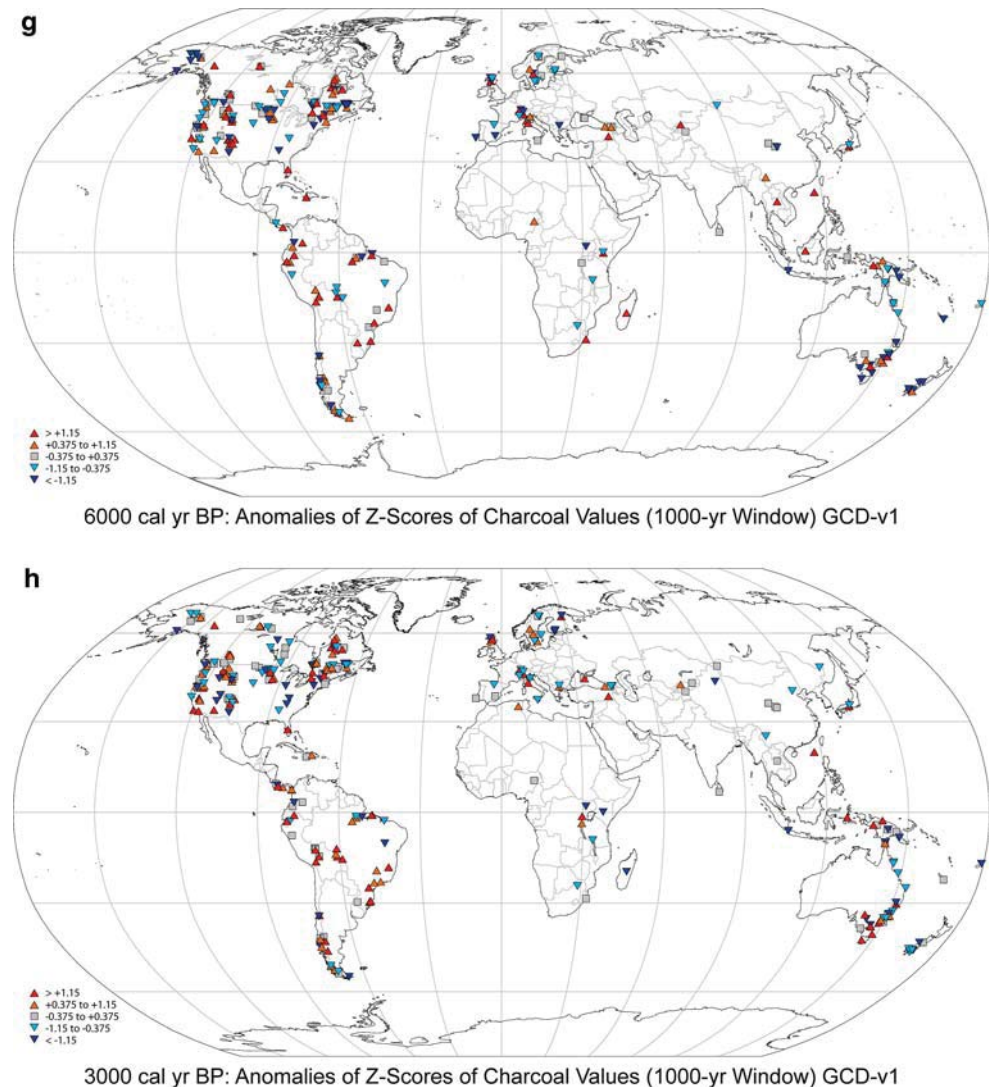 g
> +1.15
+0.375 to +1.15
-0.375 to +0.375
-1.15 to -0.375
< -1.15
6000 cal yr BP: Anomalies of Z-Scores of Charcoal Values (1000-yr Window) GCD-v1
h
> +1.15
+0.375 to +1.15
-0.375 to +0.375
-1.15 to -0.375
< -1.15
3000 cal yr BP: Anomalies of Z-Scores of Charcoal Values (1000-yr Window) GCD-v1